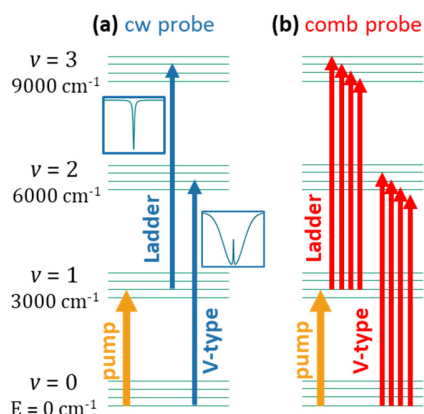 (a) cw probe
(b) comb probe
v = 3
9000 cm⁻¹
v = 2
6000 cm⁻¹
v = 1
3000 cm⁻¹
v = 0
E = 0 cm⁻¹
pump
Ladder
V-type
pump
Ladder
V-type